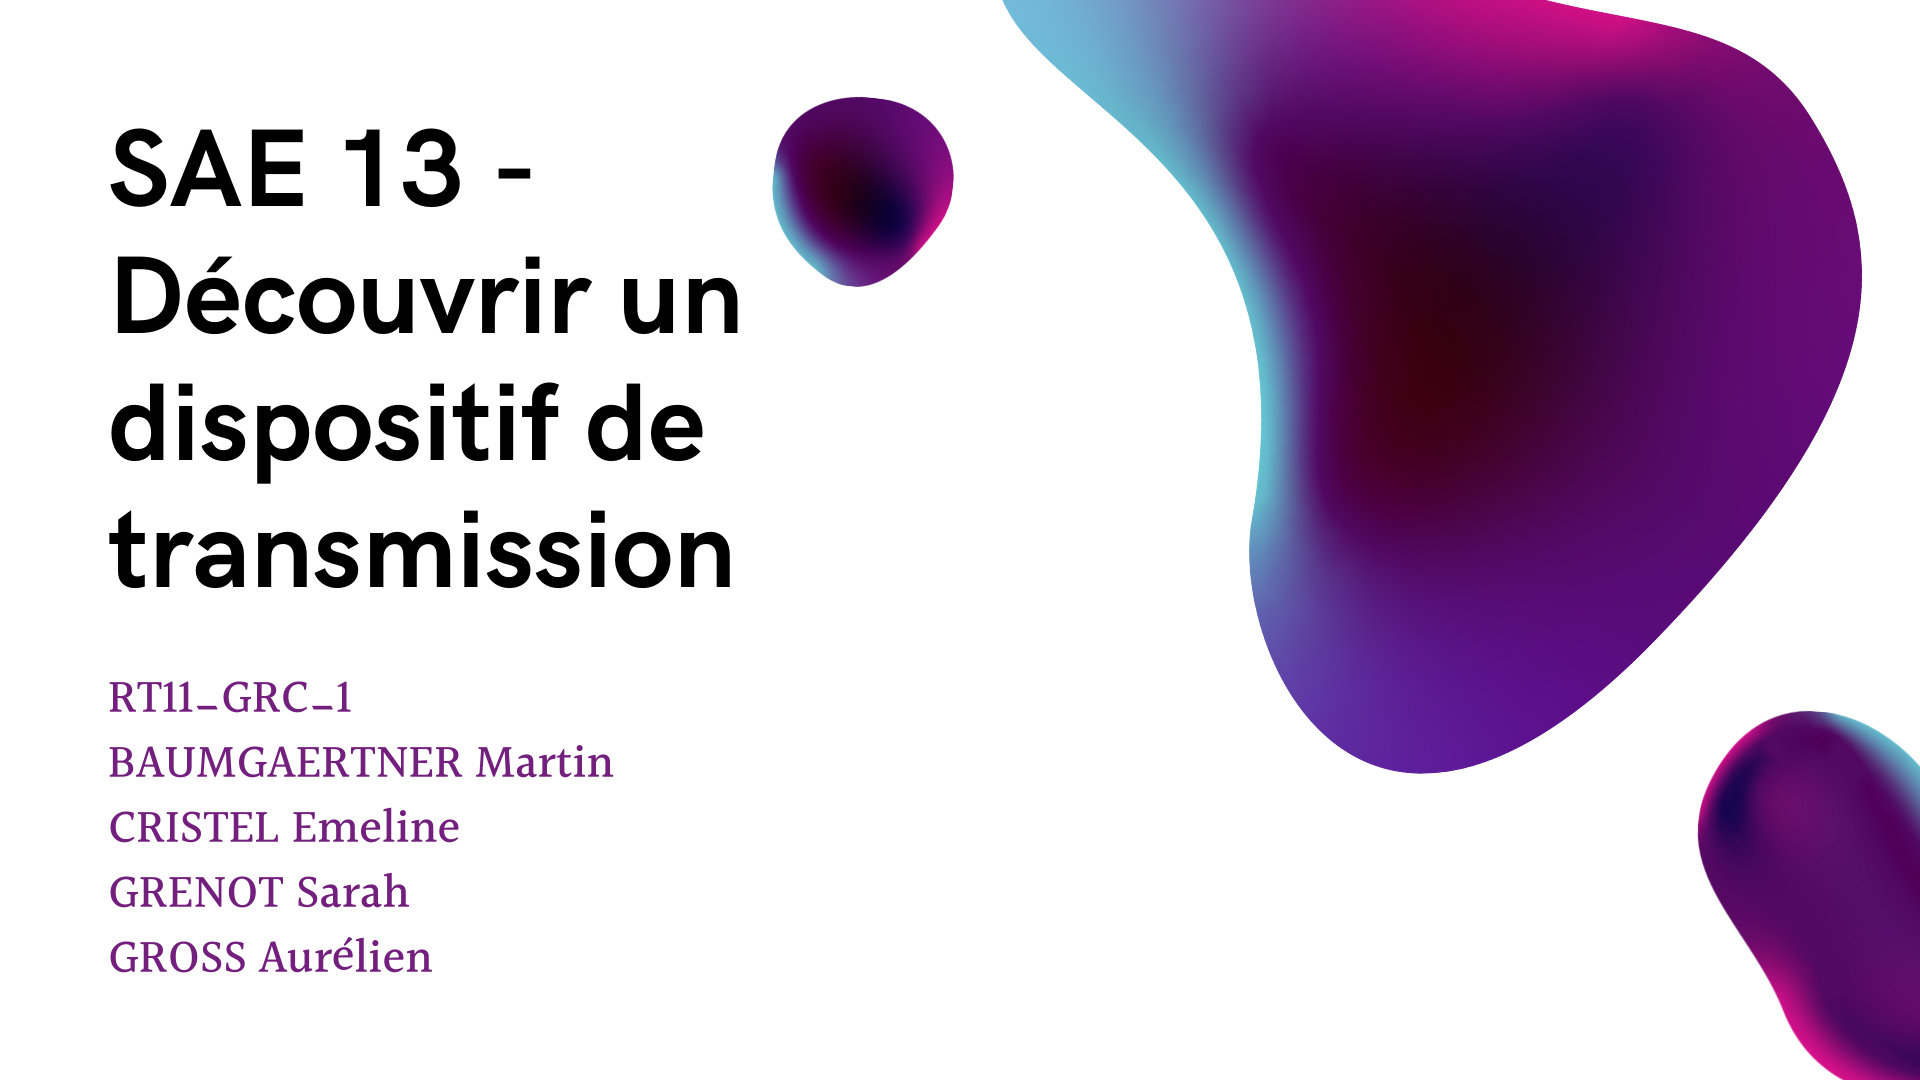 SAE 13 -
Découvrir un
dispositif de
transmission
RT11_GRC_1
BAUMGAERTNER Martin
CRISTEL Emeline
GRENOT Sarah
GROSS Aurélien